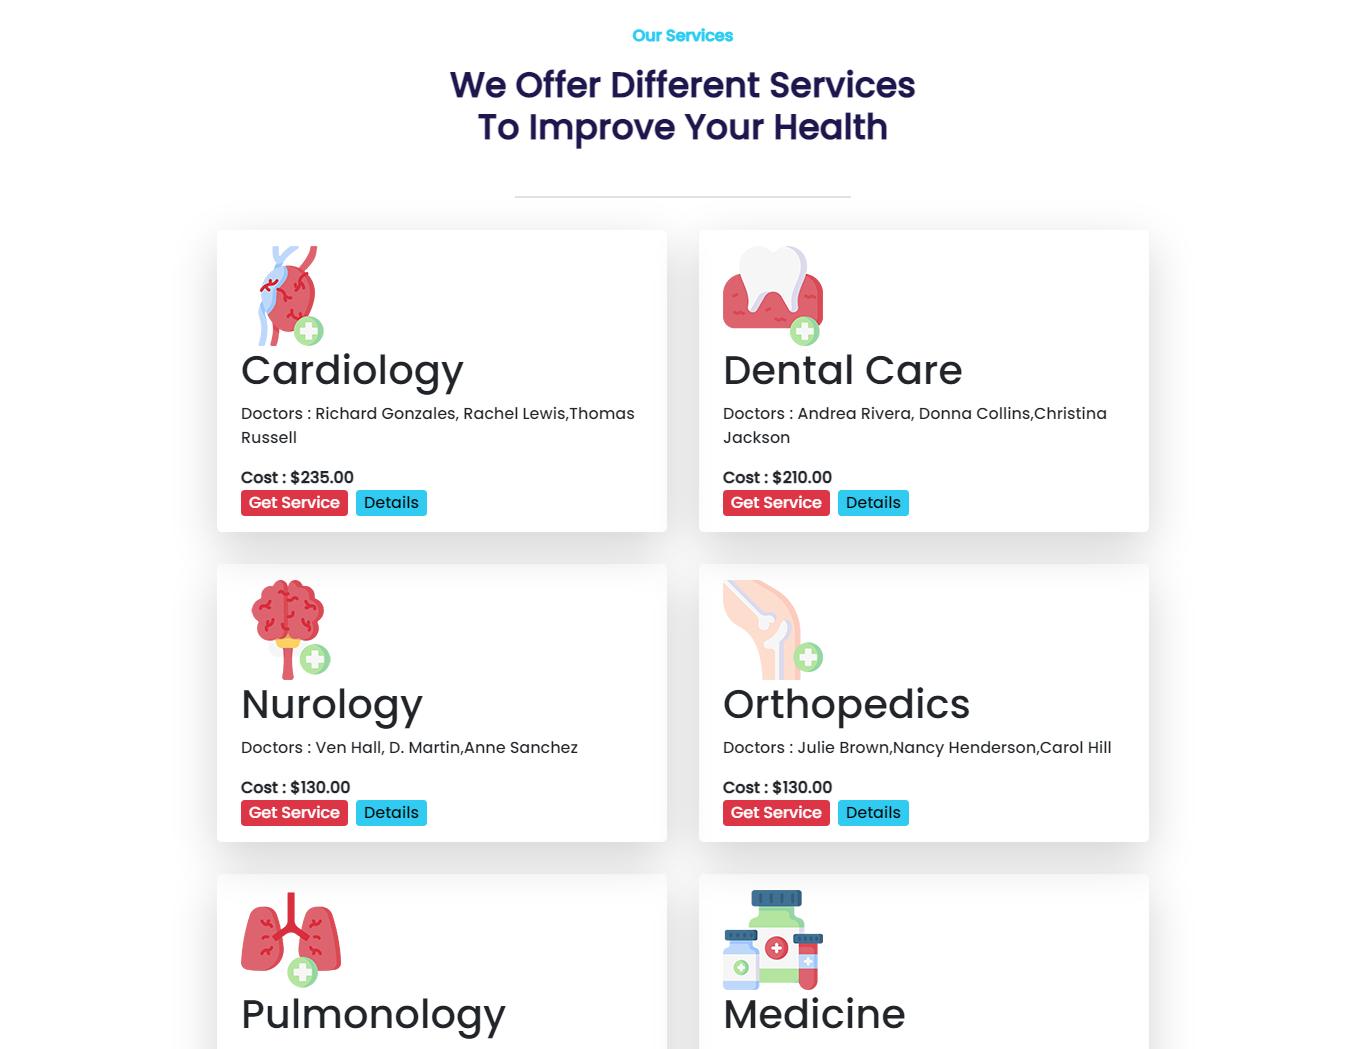 Our Services
We Offer Different Services
To Improve Your Health
Cardiology
Doctors : Richard Gonzales, Rachel Lewis,Thomas
Russell
Cost : $235.00
Get Service Details
Dental Care
Doctors : Andrea Rivera, Donna Collins,Christina
Jackson
Cost : $210.00
Get Service Details
Nurology
Doctors : Ven Hall, D. Martin,Anne Sanchez
Cost : $130.00
Get Service Details
Orthopedics
Doctors : Julie Brown,Nancy Henderson,Carol Hill
Cost : $130.00
Get Service Details
Pulmonology
Medicine